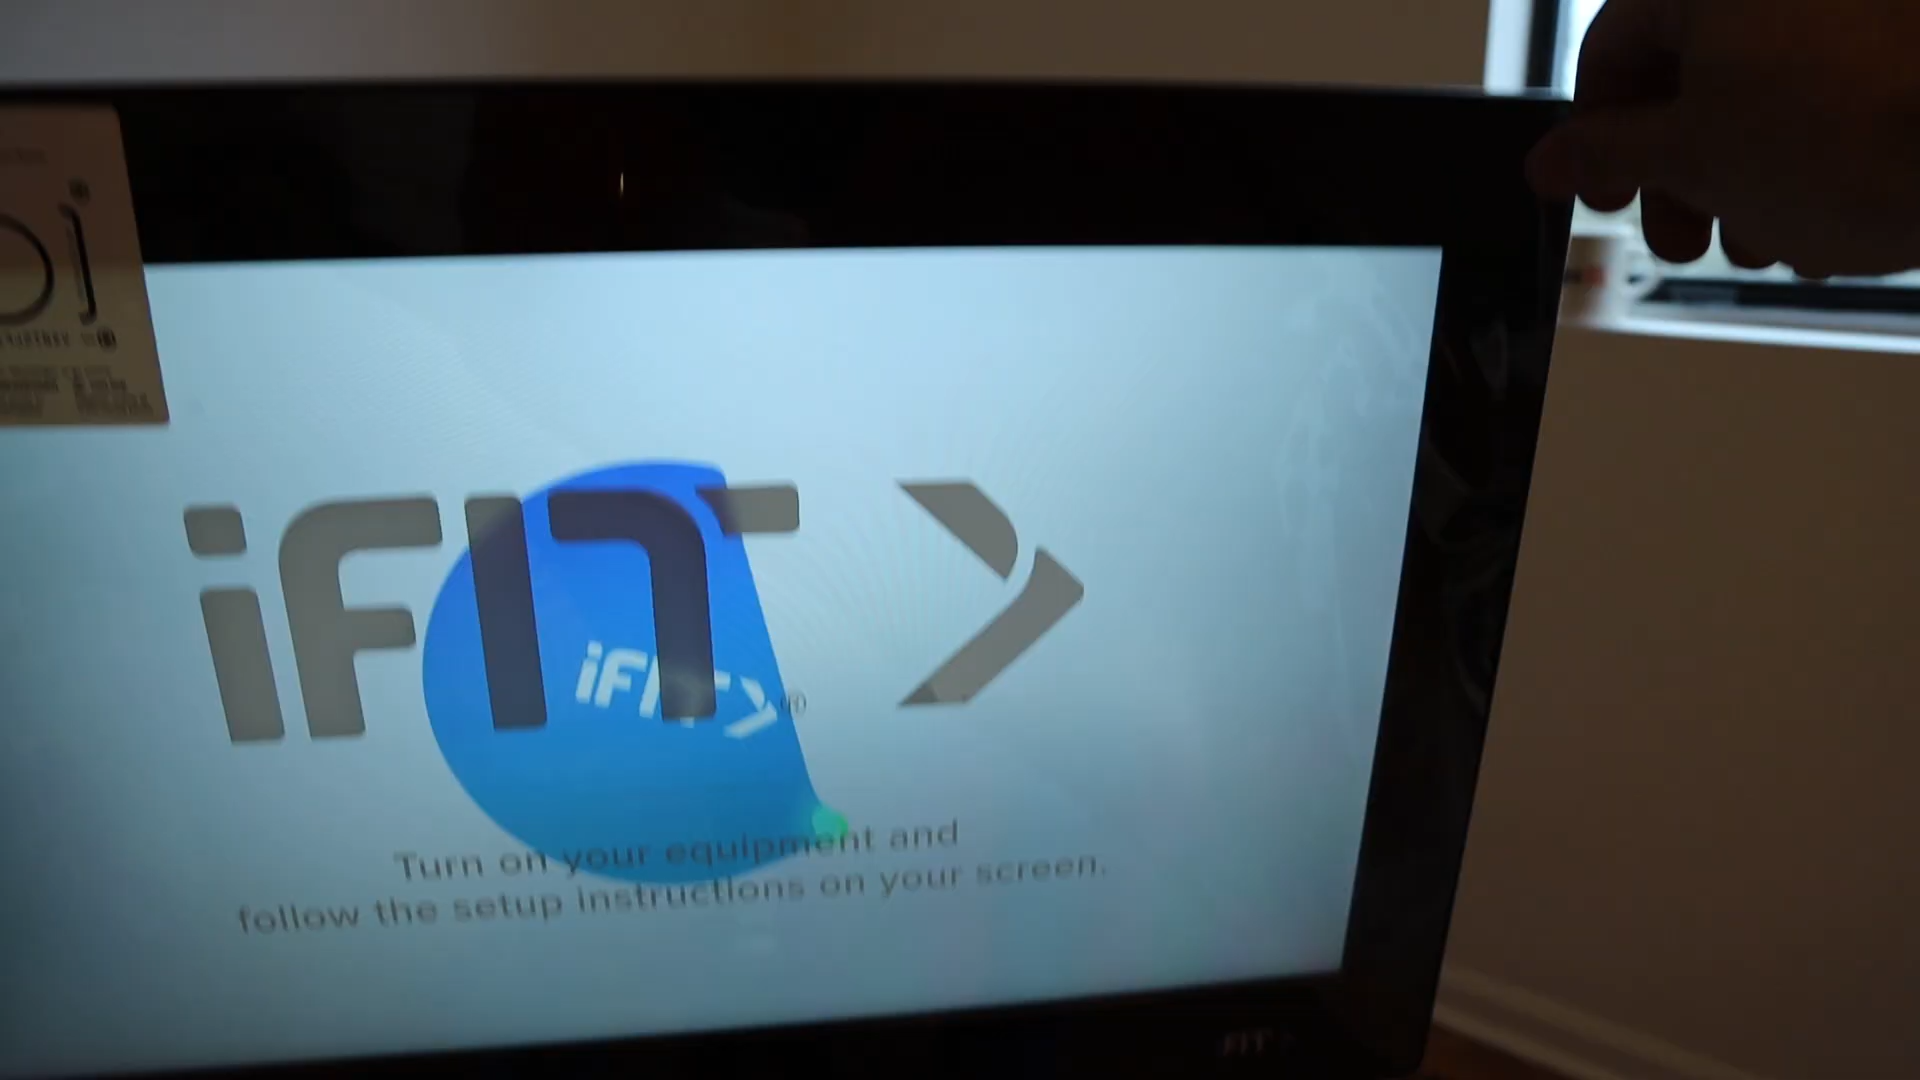 iFIT
iFIT ®
Turn on your equipment and
follow the setup instructions on your screen.